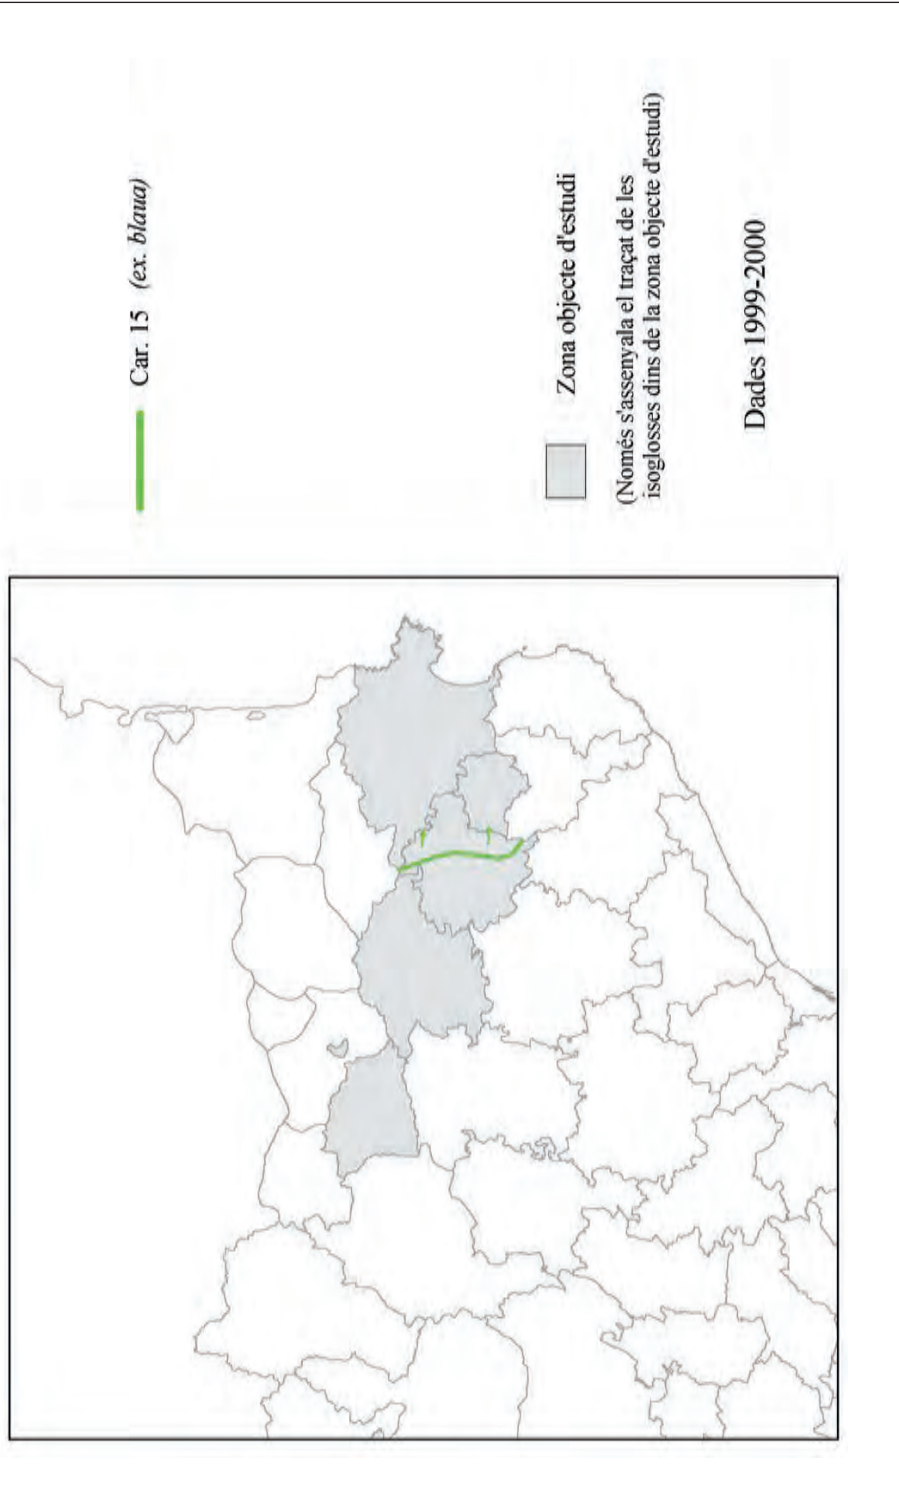 Car. 15 (ex. blaua)
Zona objecte d'estudi
(Només s'assenyala el traçat de les
isoglosses dins de la zona objecte d'estudi)
Dades 1999-2000